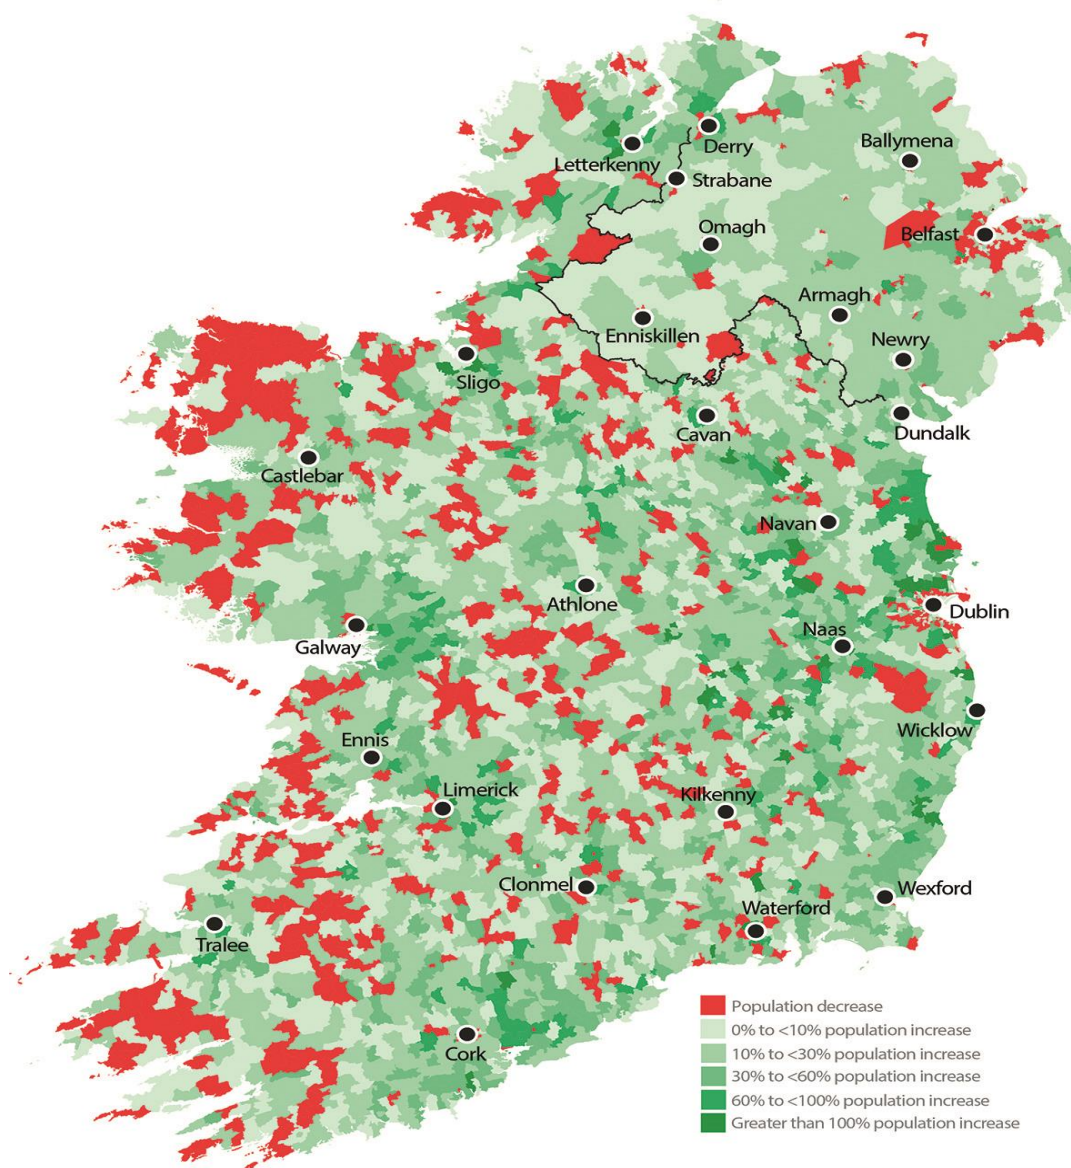 Derry
Ballymena
Letterkenny
Strabane
Omagh
Belfast
Armagh
Enniskillen
Newry
Sligo
Cavan
Dundalk
Castlebar
Navan
Athlone
Dublin
Naas
Galway
Wicklow
Ennis
Limerick
Kilkenny
Clonmel
Wexford
Waterford
Tralee
Cork
Population decrease
0% to <10% population increase
10% to <30% population increase
30% to <60% population increase
60% to <100% population increase
Greater than 100% population increase